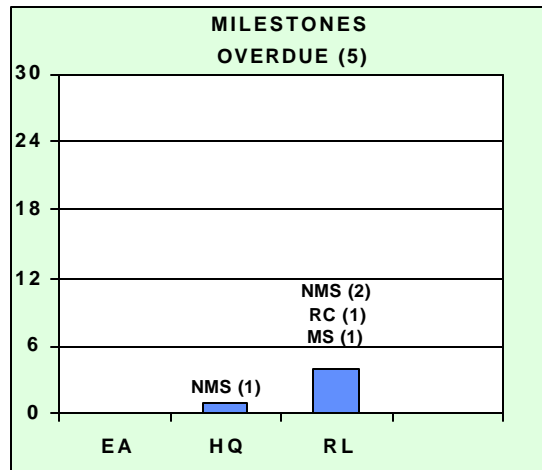 MILESTONES
OVERDUE (5)
30
24
18
12
NMS (2)
RC (1)
MS (1)
6
NMS (1)
0
EA HQ RL